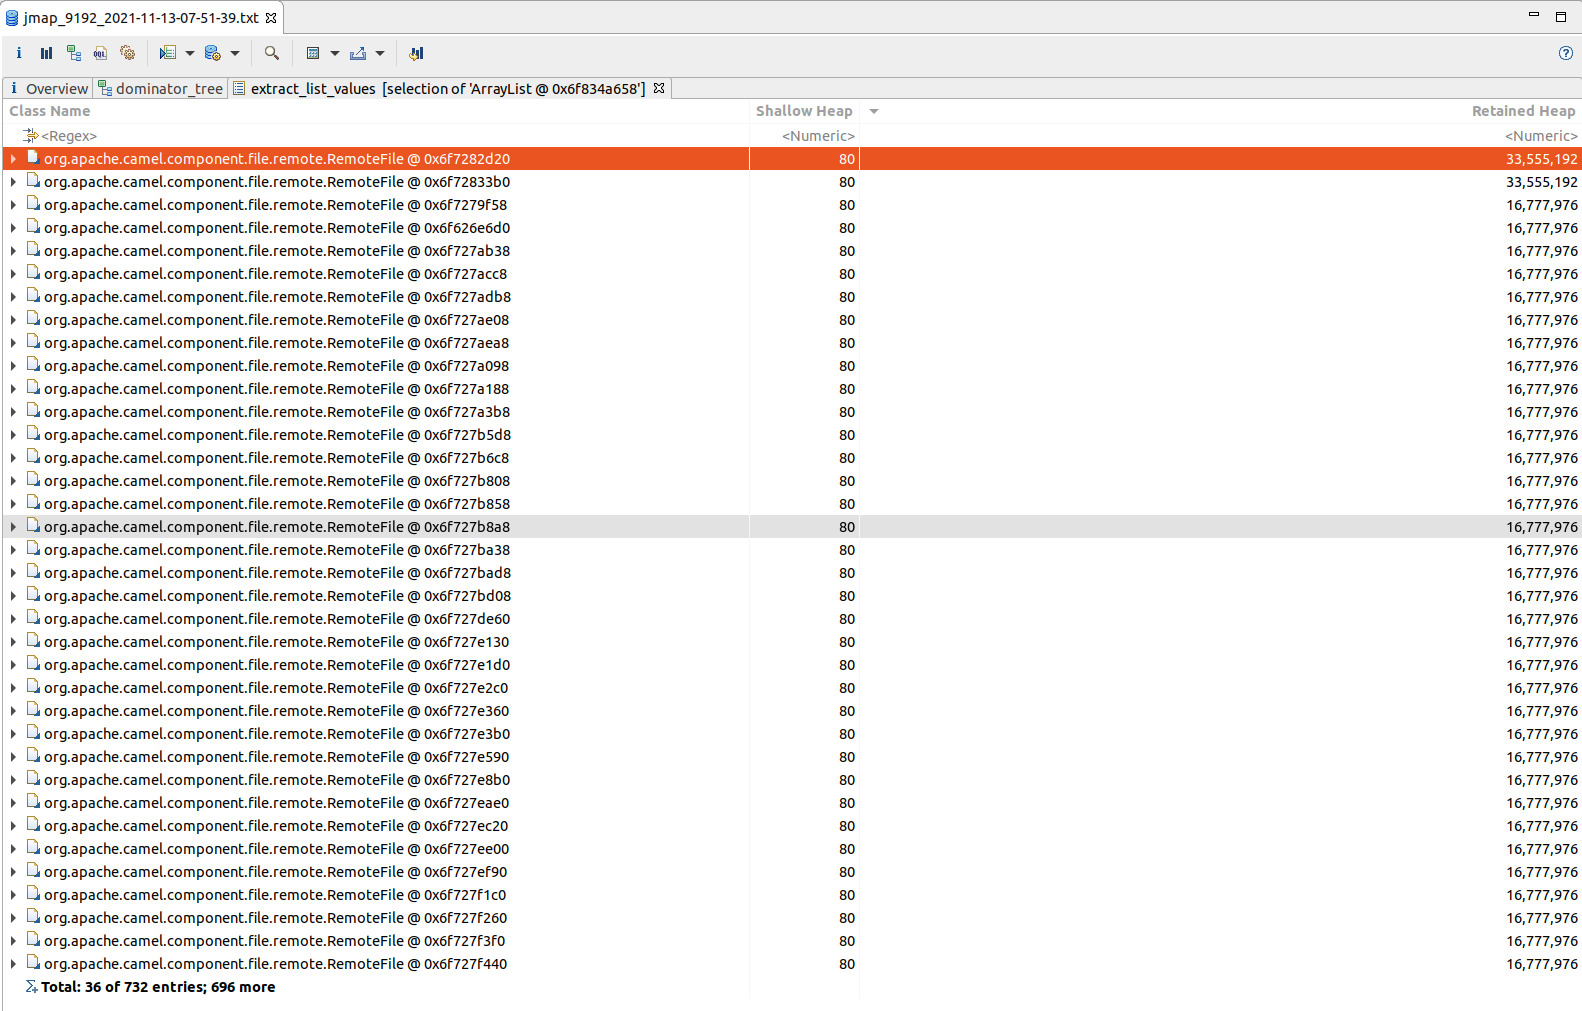 jmap_9192_2021-11-13-07-51-39.txt
i OQL
i Overview dominator_tree extract_list_values [selection of 'ArrayList @ 0x6f834a658']
Class Name Shallow Heap Retained Heap
<Regex> <Numeric> <Numeric>
org.apache.camel.component.file.remote.RemoteFile @ 0x6f7282d20 80 33,555,192
org.apache.camel.component.file.remote.RemoteFile @ 0x6f72833b0 80 33,555,192
org.apache.camel.component.file.remote.RemoteFile @ 0x6f7279f58 80 16,777,976
org.apache.camel.component.file.remote.RemoteFile @ 0x6f626e6d0 80 16,777,976
org.apache.camel.component.file.remote.RemoteFile @ 0x6f727ab38 80 16,777,976
org.apache.camel.component.file.remote.RemoteFile @ 0x6f727acc8 80 16,777,976
org.apache.camel.component.file.remote.RemoteFile @ 0x6f727adb8 80 16,777,976
org.apache.camel.component.file.remote.RemoteFile @ 0x6f727ae08 80 16,777,976
org.apache.camel.component.file.remote.RemoteFile @ 0x6f727aea8 80 16,777,976
org.apache.camel.component.file.remote.RemoteFile @ 0x6f727a098 80 16,777,976
org.apache.camel.component.file.remote.RemoteFile @ 0x6f727a188 80 16,777,976
org.apache.camel.component.file.remote.RemoteFile @ 0x6f727a3b8 80 16,777,976
org.apache.camel.component.file.remote.RemoteFile @ 0x6f727b5d8 80 16,777,976
org.apache.camel.component.file.remote.RemoteFile @ 0x6f727b6c8 80 16,777,976
org.apache.camel.component.file.remote.RemoteFile @ 0x6f727b808 80 16,777,976
org.apache.camel.component.file.remote.RemoteFile @ 0x6f727b858 80 16,777,976
org.apache.camel.component.file.remote.RemoteFile @ 0x6f727b8a8 80 16,777,976
org.apache.camel.component.file.remote.RemoteFile @ 0x6f727ba38 80 16,777,976
org.apache.camel.component.file.remote.RemoteFile @ 0x6f727bad8 80 16,777,976
org.apache.camel.component.file.remote.RemoteFile @ 0x6f727bd08 80 16,777,976
org.apache.camel.component.file.remote.RemoteFile @ 0x6f727de60 80 16,777,976
org.apache.camel.component.file.remote.RemoteFile @ 0x6f727e130 80 16,777,976
org.apache.camel.component.file.remote.RemoteFile @ 0x6f727e1d0 80 16,777,976
org.apache.camel.component.file.remote.RemoteFile @ 0x6f727e2c0 80 16,777,976
org.apache.camel.component.file.remote.RemoteFile @ 0x6f727e360 80 16,777,976
org.apache.camel.component.file.remote.RemoteFile @ 0x6f727e3b0 80 16,777,976
org.apache.camel.component.file.remote.RemoteFile @ 0x6f727e590 80 16,777,976
org.apache.camel.component.file.remote.RemoteFile @ 0x6f727e8b0 80 16,777,976
org.apache.camel.component.file.remote.RemoteFile @ 0x6f727eae0 80 16,777,976
org.apache.camel.component.file.remote.RemoteFile @ 0x6f727ec20 80 16,777,976
org.apache.camel.component.file.remote.RemoteFile @ 0x6f727ee00 80 16,777,976
org.apache.camel.component.file.remote.RemoteFile @ 0x6f727ef90 80 16,777,976
org.apache.camel.component.file.remote.RemoteFile @ 0x6f727f1c0 80 16,777,976
org.apache.camel.component.file.remote.RemoteFile @ 0x6f727f260 80 16,777,976
org.apache.camel.component.file.remote.RemoteFile @ 0x6f727f3f0 80 16,777,976
org.apache.camel.component.file.remote.RemoteFile @ 0x6f727f440 80 16,777,976
Total: 36 of 732 entries; 696 more